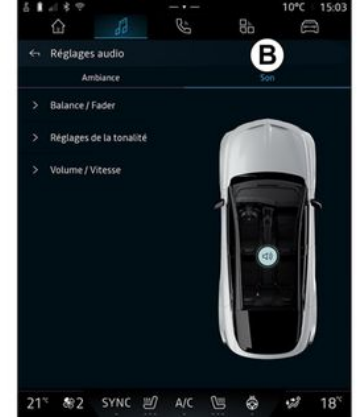 10°C 15:03
Réglages audio
B
Ambiance Son
Balance / Fader
Réglages de la tonalité
Volume / Vitesse
21°C 2 SYNC A/C 18°